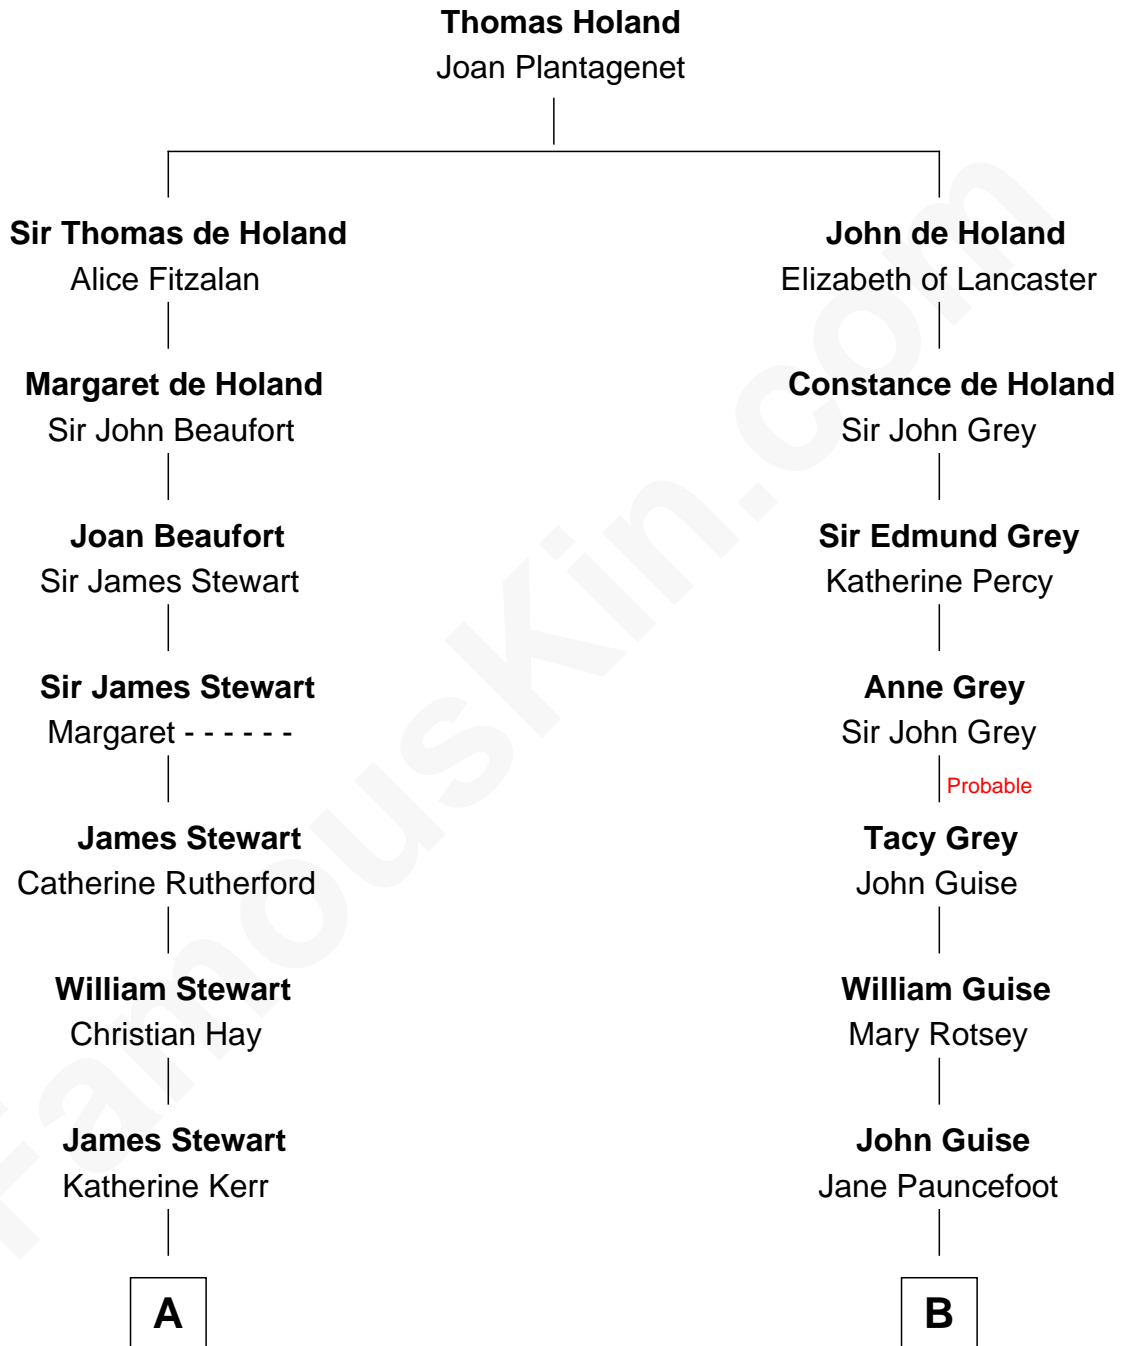 Thomas Holand
Joan Plantagenet
Sir Thomas de Holand
Alice Fitzalan
Margaret de Holand
Sir John Beaufort
Joan Beaufort
Sir James Stewart
Sir James Stewart
Margaret - - - - - -
James Stewart
Catherine Rutherford
William Stewart
Christian Hay
James Stewart
Katherine Kerr
A
John de Holand
Elizabeth of Lancaster
Constance de Holand
Sir John Grey
Sir Edmund Grey
Katherine Percy
Anne Grey
Sir John Grey
Probable
Tacy Grey
John Guise
William Guise
Mary Rotsey
John Guise
Jane Pauncefoot
B
FamousKin.com